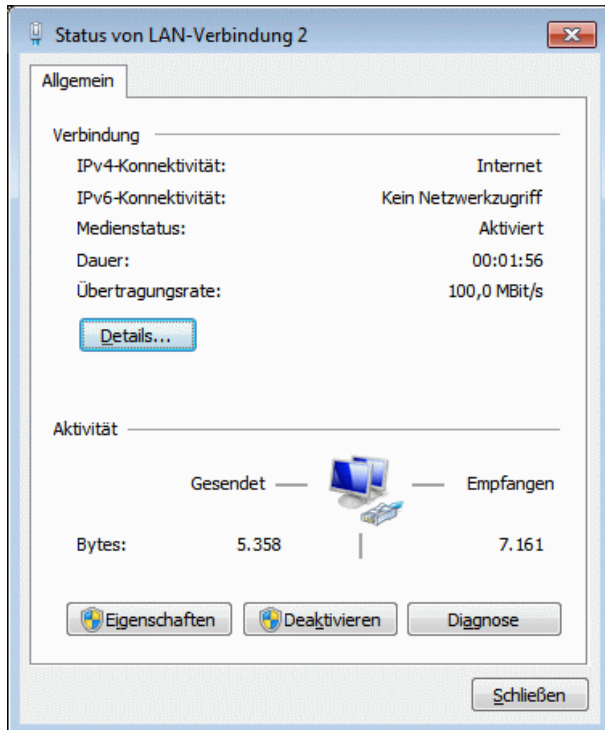 Status von LAN-Verbindung 2
Allgemein
Verbindung
IPv4-Konnektivität: Internet
IPv6-Konnektivität: Kein Netzwerkzugriff
Medienstatus: Aktiviert
Dauer: 00:01:56
Übertragungsrate: 100,0 MBit/s
Details...
Aktivität
Gesendet Empfangen
Bytes: 5.358 7.161
Eigenschaften Deaktivieren Diagnose
Schließen